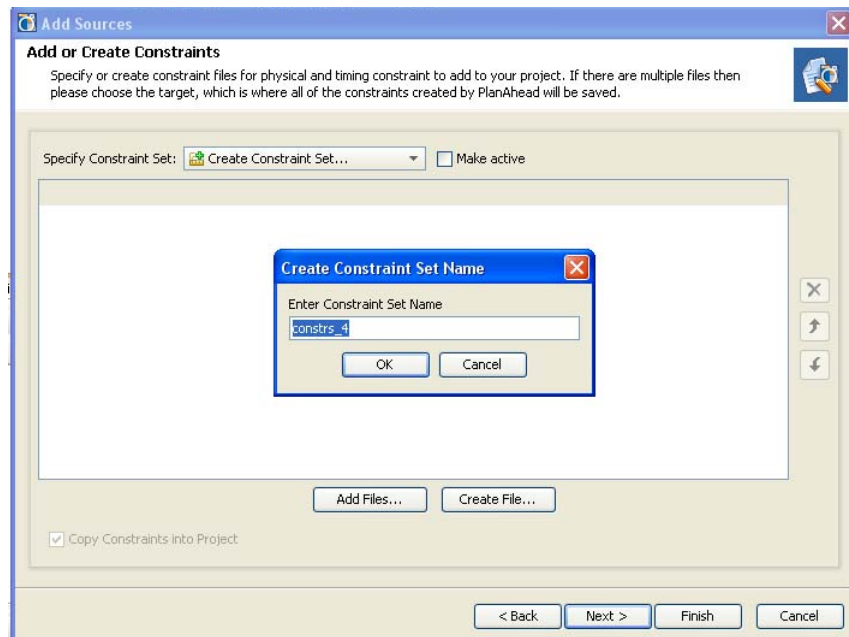 Add Sources
Add or Create Constraints
Specify or create constraint files for physical and timing constraint to add to your project. If there are multiple files then
please choose the target, which is where all of the constraints created by PlanAhead will be saved.
Specify Constraint Set: Create Constraint Set... Make active
Create Constraint Set Name
Enter Constraint Set Name
constrs_4
OK Cancel
Add Files... Create File...
Copy Constraints into Project
< Back Next > Finish Cancel